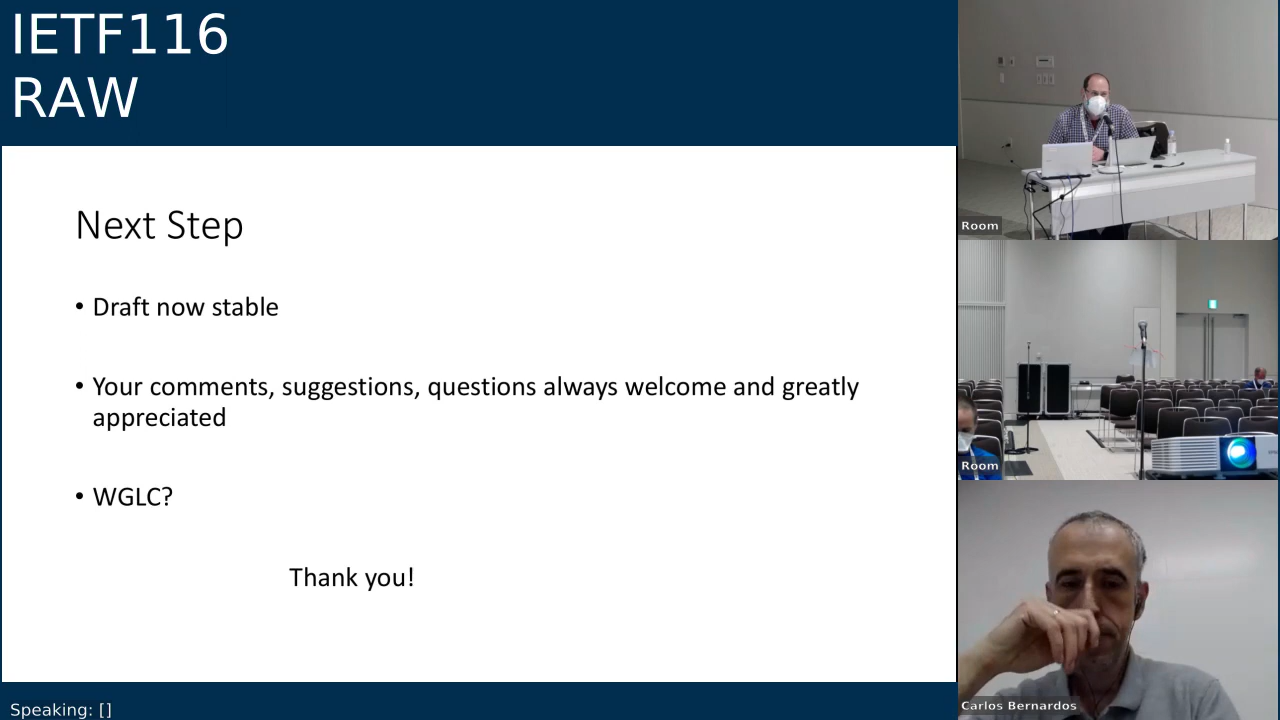 IETF116
RAW
Next Step
• Draft now stable
• Your comments, suggestions, questions always welcome and greatly
appreciated
• WGLC?
Thank you!
Speaking: []
Room
Room
Carlos Bernardos